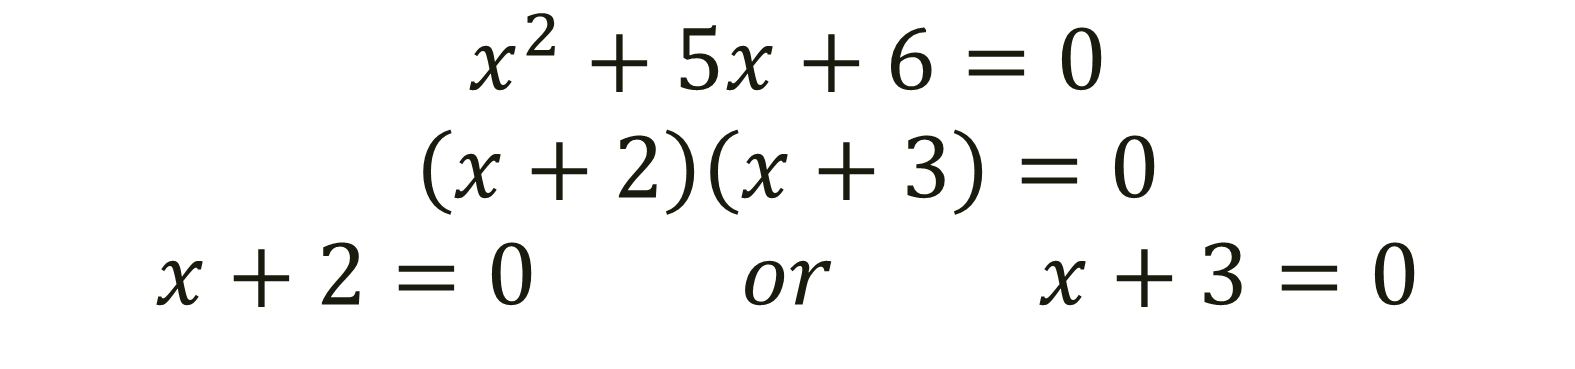 x² + 5x + 6 = 0
(x + 2)(x + 3) = 0
x + 2 = 0 or x + 3 = 0